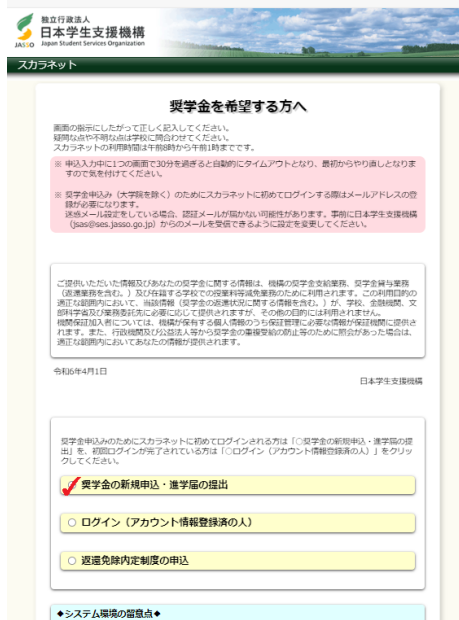 独立行政法人
日本学生支援機構
JASSO Japan Student Services Organization
スカラネット
奨学金を希望する方へ
画面の指示にしたがって正しく記入してください。
疑問な点や不明な点は学校に問合わせてください。
スカラネットの利用時間は午前8時から午前1時までです。
※ 申込入力中に1つの画面で30分を過ぎると自動的にタイムアウトとなり、最初からやり直しとなりま
すので気を付けてください。
※ 奨学金申込み（大学院を除く）のためにスカラネットに初めてログインする際はメールアドレスの登
録が必要になります。
迷惑メール設定をしている場合、認証メールが届かない可能性があります。事前に日本学生支援機構
（jsas@ses.jasso.go.jp）からのメールを受信できるように設定を変更してください。
ご提供いただいた情報及びあなたの奨学金に関する情報は、機構の奨学金支給業務、奨学金貸与業務
（返還業務を含む。）及び在籍する学校での授業料等減免業務のために利用されます。この利用目的の
適正な範囲内において、当該情報（奨学金の返還状況に関する情報を含む。）が、学校、金融機関、文
部科学省及び業務委託先に必要に応じて提供されますが、その他の目的には利用されません。
機関保証加入者については、機構が保有する個人情報のうち保証管理に必要な情報が保証機関に提供さ
れます。また、行政機関及び公益法人等から奨学金の重複受給の防止等のために照会があった場合は、
適正な範囲内においてあなたの情報が提供されます。
令和6年4月1日
日本学生支援機構
奨学金申込みのためにスカラネットに初めてログインされる方は「○奨学金の新規申込・進学届の提
出」を、初回ログインが完了されている方は「○ログイン（アカウント情報登録済の人）」をクリッ
クしてください。
奨学金の新規申込・進学届の提出
ログイン（アカウント情報登録済の人）
返還免除内定制度の申込
◆システム環境の留意点◆